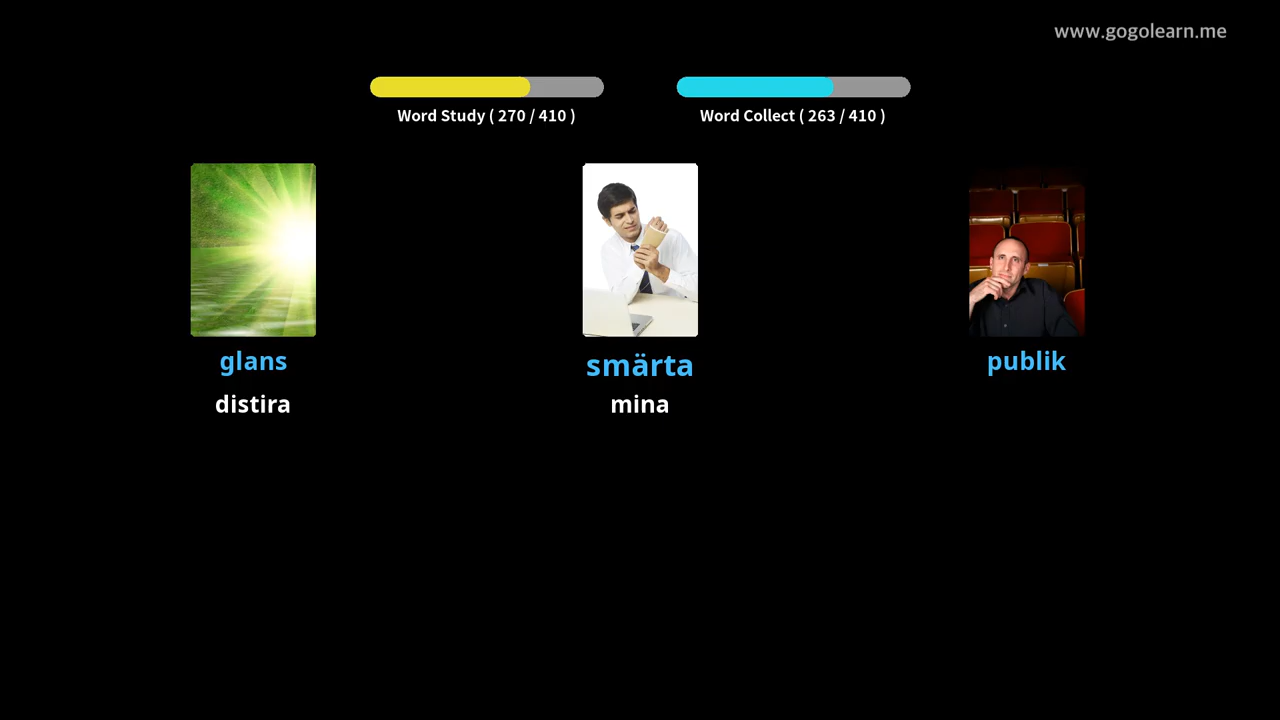 www.gogolearn.me
Word Study ( 270 / 410 )
Word Collect ( 263 / 410 )
glans
distira
smärta
mina
publik